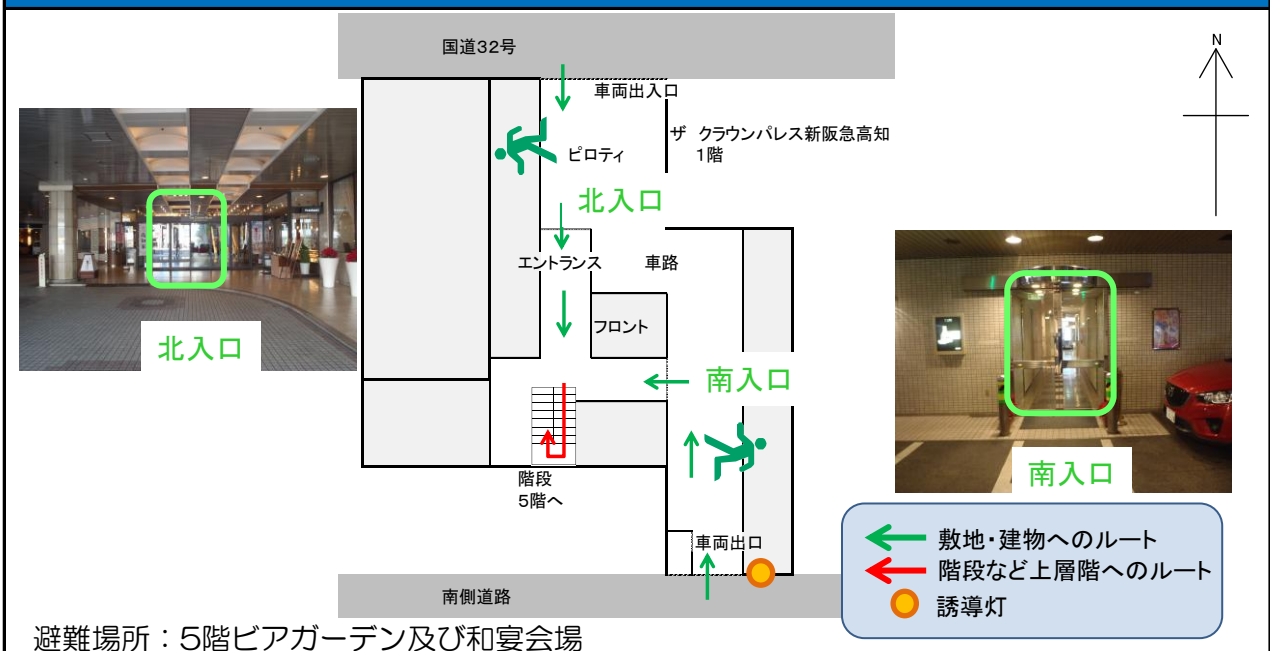 国道32号
N
車両出入口
ザ クラウンパレス新阪急高知
1階
ピロティ
北入口
エントランス
車路
フロント
北入口
南入口
階段
5階へ
南入口
車両出口
南側道路
敷地・建物へのルート
階段など上層階へのルート
誘導灯
避難場所：5階ビアガーデン及び和宴会場